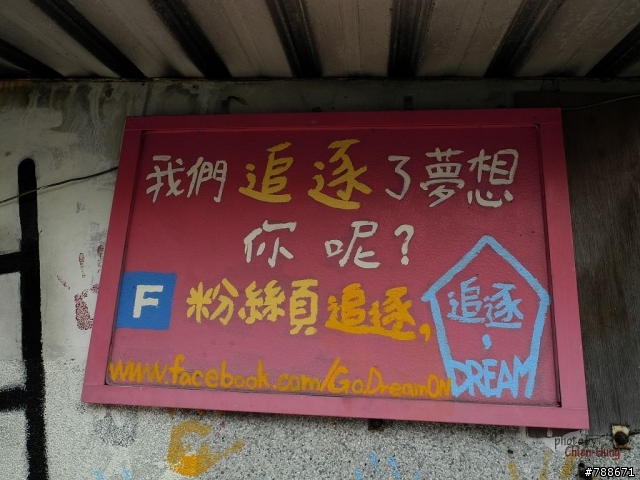 我們追逐了夢想
你呢?
F 粉絲頁追逐,
www.facebook.com/GoDreamON
追逐
,
DREAM
#788671